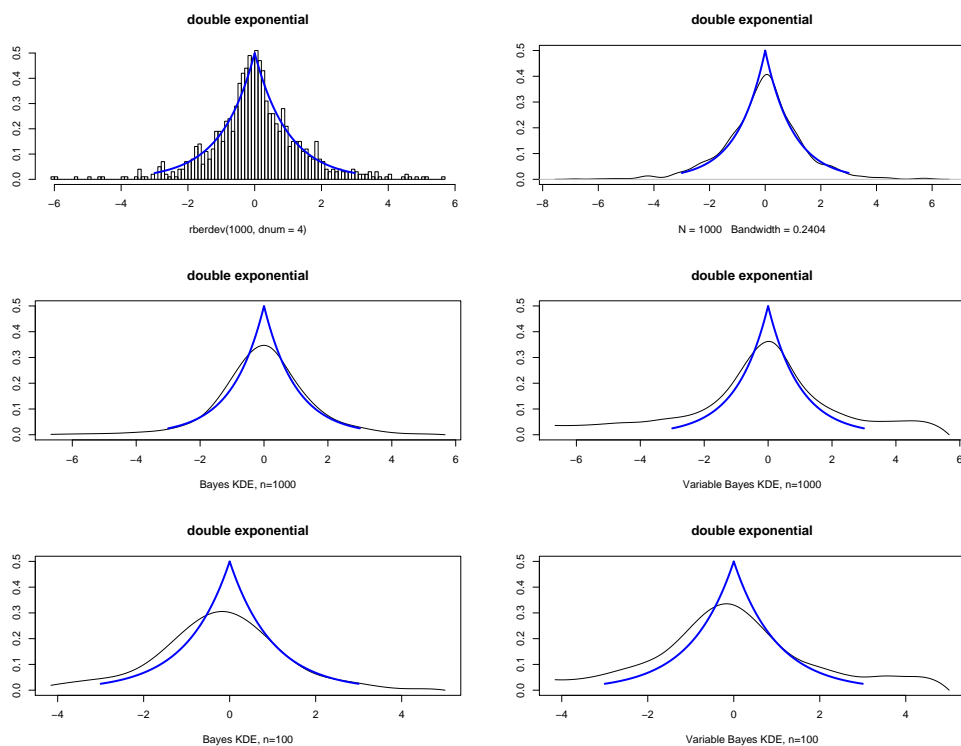 double exponential
0.0 0.1 0.2 0.3 0.4 0.5
−6 −4 −2 0 2 4 6
rberdev(1000, dnum = 4)
double exponential
0.0 0.1 0.2 0.3 0.4 0.5
−8 −6 −4 −2 0 2 4 6
N = 1000 Bandwidth = 0.2404
double exponential
0.0 0.1 0.2 0.3 0.4 0.5
−6 −4 −2 0 2 4 6
Bayes KDE, n=1000
double exponential
0.0 0.1 0.2 0.3 0.4 0.5
−6 −4 −2 0 2 4 6
Variable Bayes KDE, n=1000
double exponential
0.0 0.1 0.2 0.3 0.4 0.5
−4 −2 0 2 4
Bayes KDE, n=100
double exponential
0.0 0.1 0.2 0.3 0.4 0.5
−4 −2 0 2 4
Variable Bayes KDE, n=100